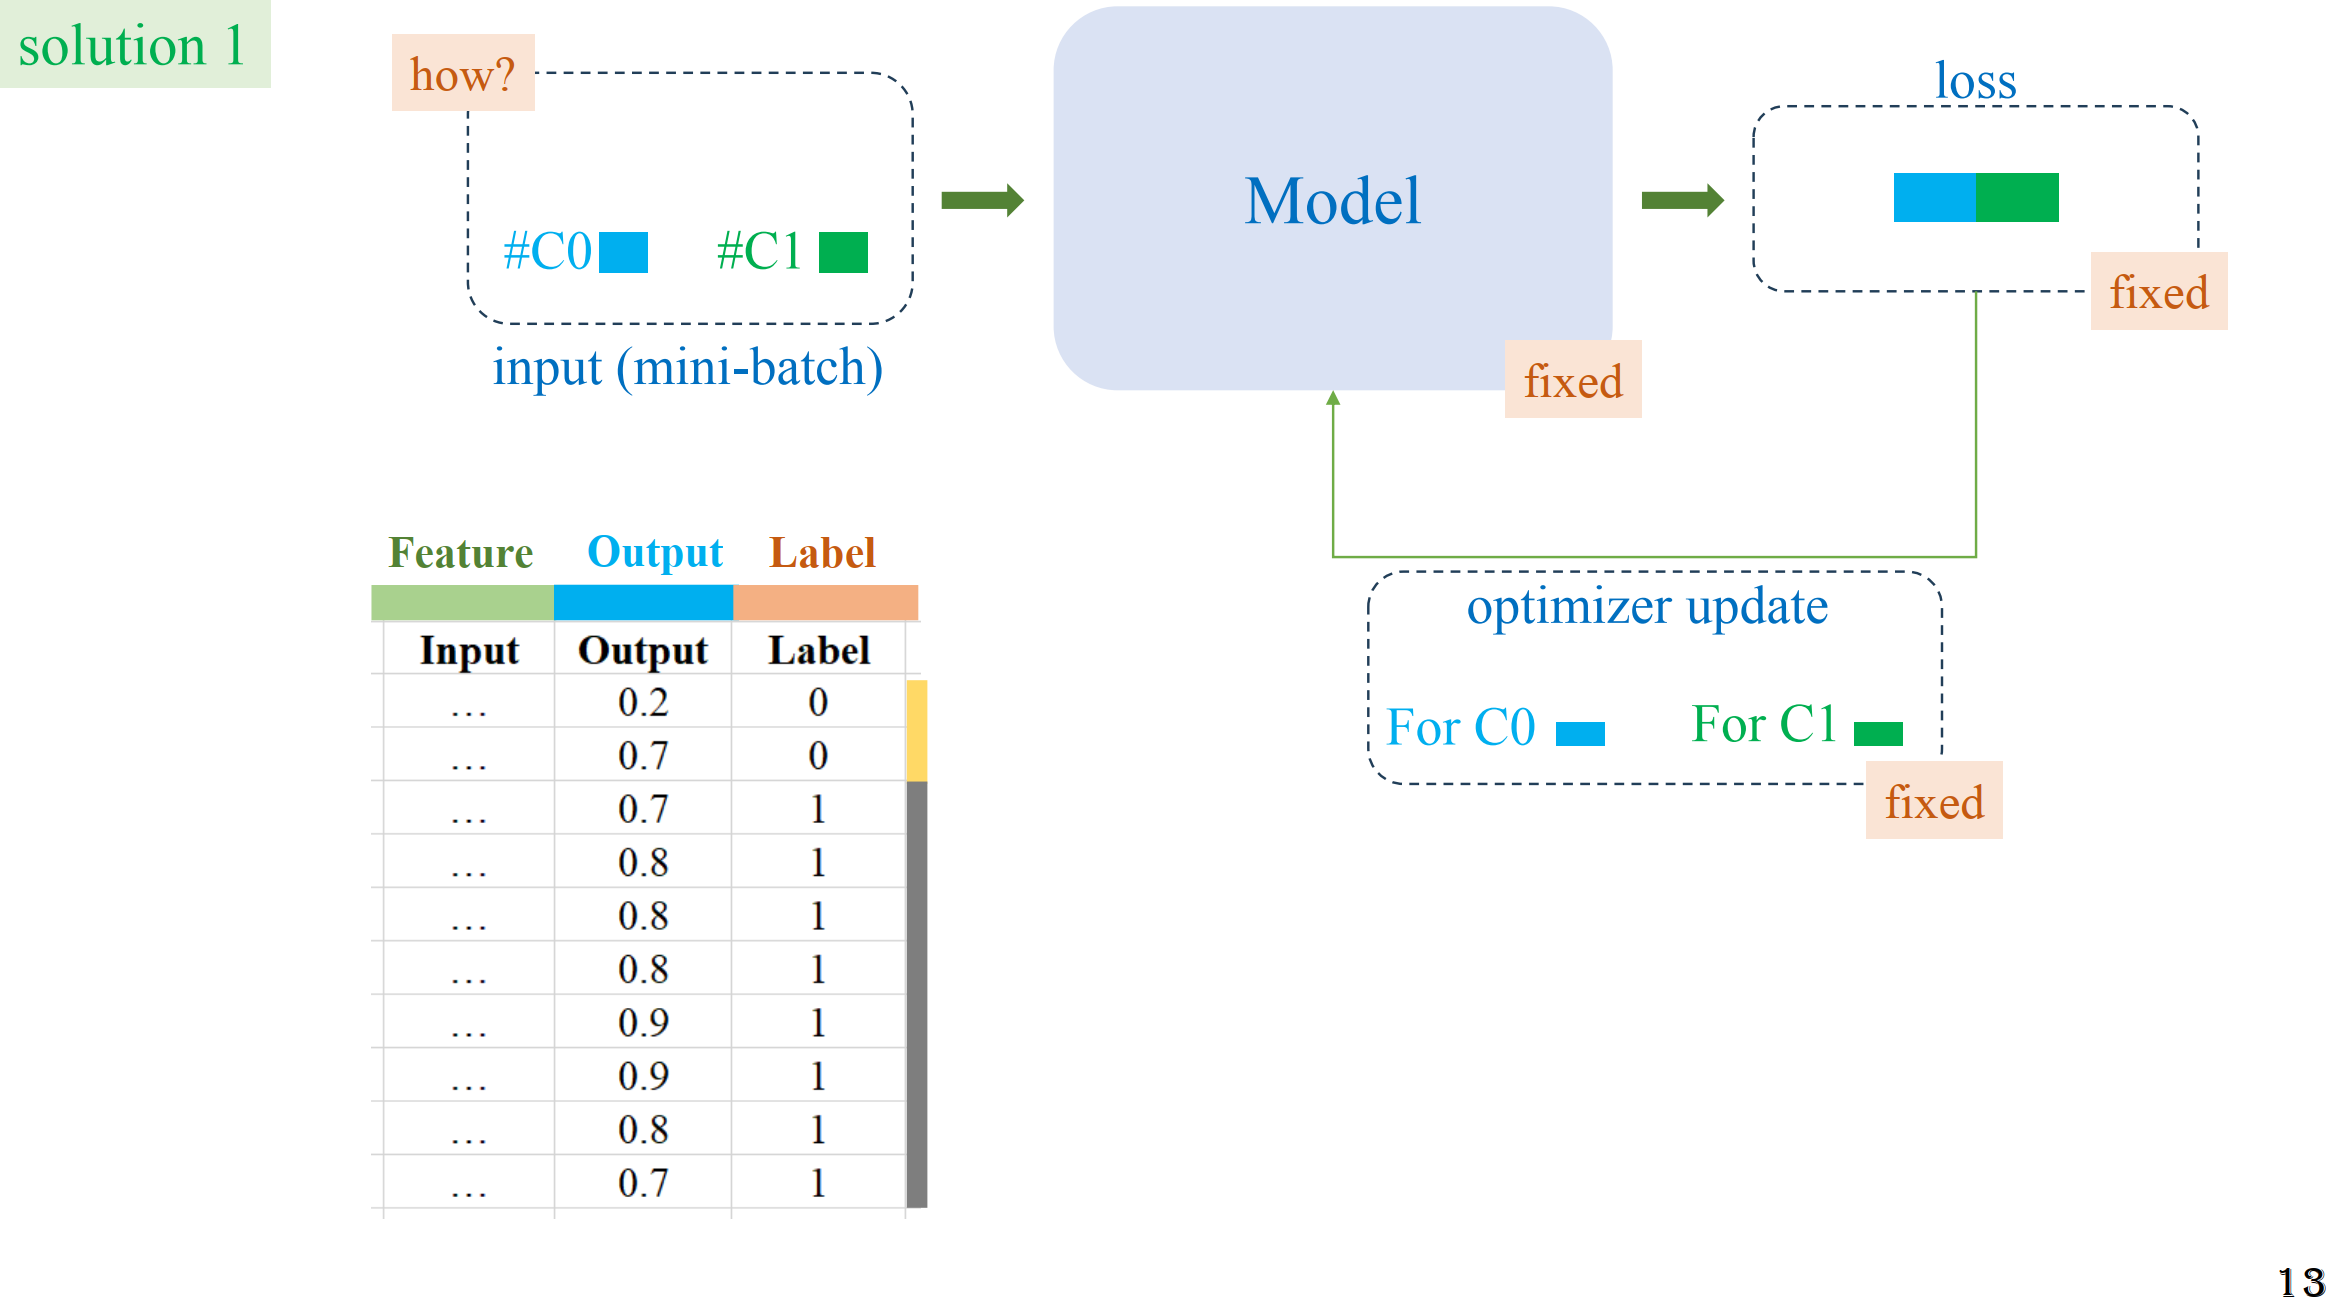 solution 1
how?
#C0 #C1
input (mini-batch)
Model
fixed
loss
fixed
optimizer update
For C0 For C1
fixed
Feature Output Label
Input Output Label
... 0.2 0
... 0.7 0
... 0.7 1
... 0.8 1
... 0.8 1
... 0.8 1
... 0.9 1
... 0.9 1
... 0.8 1
... 0.7 1
13